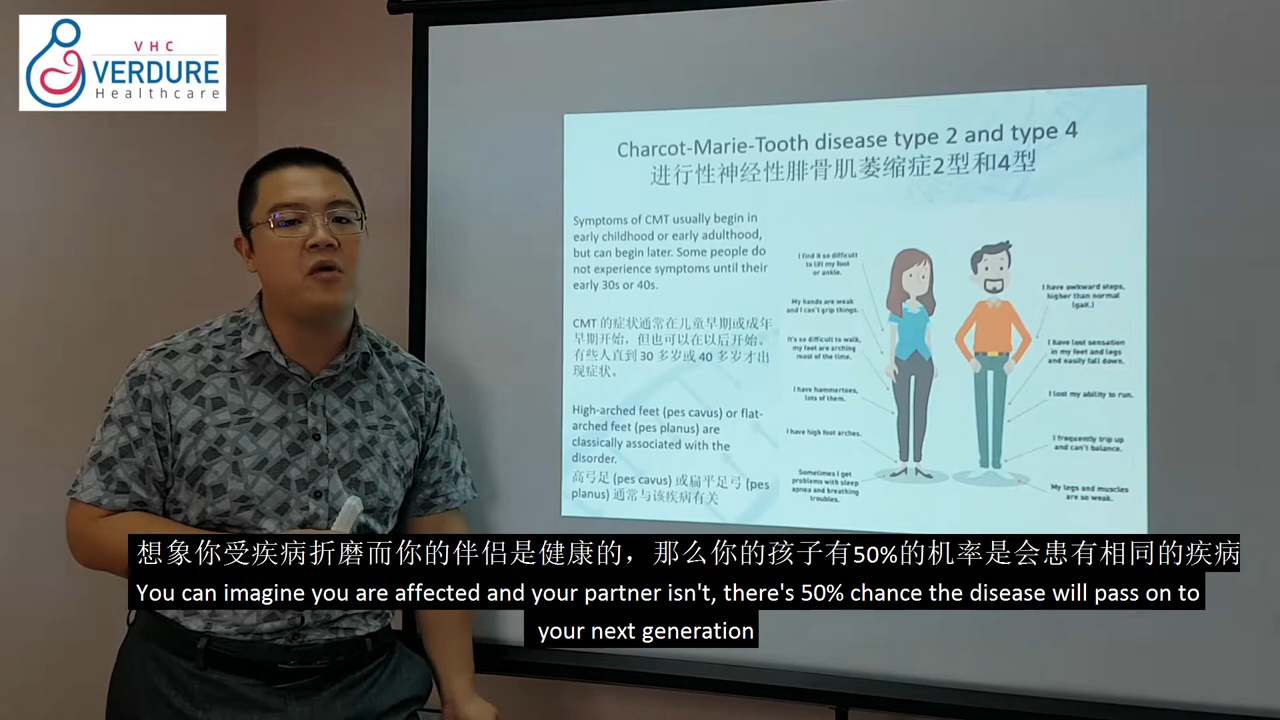 VHC
VERDURE
Healthcare
Charcot-Marie-Tooth disease type 2 and type 4
进行性神经性腓骨肌萎缩症2型和4型
Symptoms of CMT usually begin in
early childhood or early adulthood,
but can begin later. Some people do
not experience symptoms until their
early 30s or 40s.
CMT 的症状通常在儿童早期或成年
早期开始，但也可以在以后开始。
有些人直到 30 多岁或 40 多岁才出
现症状。
High-arched feet (pes cavus) or flat-
arched feet (pes planus) are
classically associated with the
disorder.
高弓足 (pes cavus) 或扁平足弓 (pes
planus) 通常与该疾病有关
I find it so difficult
to lift my foot
or ankle.
My hands are weak
and I can't grip things.
It's so difficult to walk,
my feet are arching
most of the time.
I have hammertoes,
lots of them.
I have high foot arches.
Sometimes I get
problems with sleep
apnea and breathing
troubles.
I have awkward steps,
higher than normal
(gait.)
I have lost sensation
in my feet and legs
and easily fall down.
I lost my ability to run.
I frequently trip up
and can't balance.
My legs and muscles
are so weak.
想象你受疾病折磨而你的伴侣是健康的，那么你的孩子有50%的机率是会患有相同的疾病
You can imagine you are affected and your partner isn't, there's 50% chance the disease will pass on to
your next generation